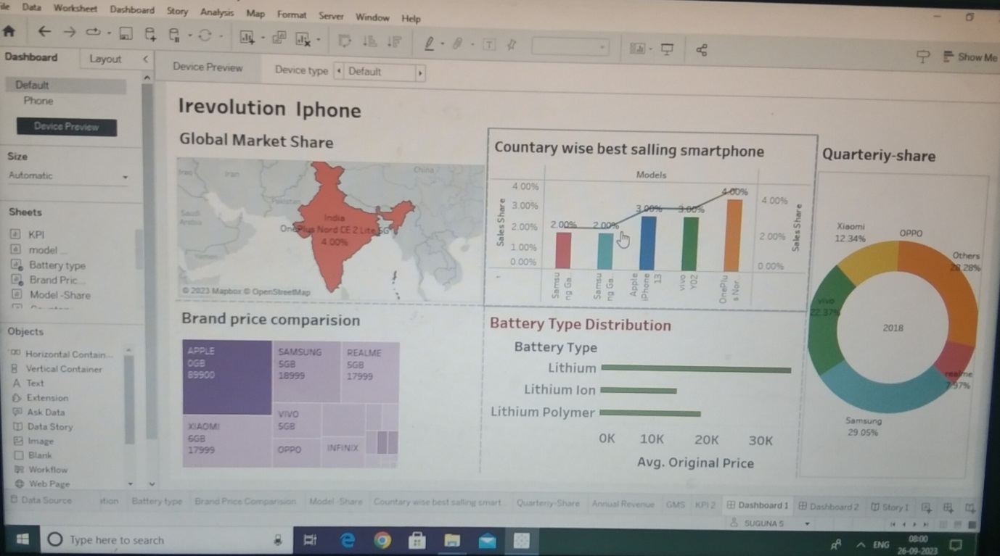 ile Data Worksheet Dashboard Story Analysis Map Format Server Window Help
Show Me
Dashboard Layout
Device Preview Device type Default
Default
Phone
Device Preview
Size
Automatic
Sheets
KPI
model ...
Battery type
Brand Pric...
Model -Share
Objects
Horizontal Contain...
Vertical Container
Text
Extension
Ask Data
Data Story
Image
Blank
Workflow
Web Page
Irevolution Iphone
Global Market Share
Iraq
Iran
China
Pakistan
Saudi
Arabia
Yemen
India
OnePlus Nord CE 2 Lite 5G
4.00%
© 2023 Mapbox © OpenStreetMap
Countary wise best salling smartphone
Models
Sales Share
4.00%
3.00%
2.00%
1.00%
0.00%
2.00% 2.00% 3.00% 3.00% 4.00%
4.00%
2.00%
0.00%
Sales Share
Samsu
ng Ga..
Samsu
ng Ga..
Apple
iPhone
13
vivo
Y02
OnePlu
s Nor..
Quarteriy-share
Xiaomi
12.34%
OPPO
Others
28.28%
vivo
22.37%
2018
realme
7.97%
Samsung
29.05%
Brand price comparision
APPLE
0GB
89900
SAMSUNG
5GB
18999
REALME
5GB
17999
XIAOMI
6GB
17999
VIVO
5GB
OPPO
INFINIX
Battery Type Distribution
Battery Type
Lithium
Lithium Ion
Lithium Polymer
0K 10K 20K 30K
Avg. Original Price
Data Source ition Battery type Brand Price Comparision Model -Share Countary wise best salling smart... Quarteriy-Share Annual Revenue GMS KPI 2 Dashboard 1 Dashboard 2 Story 1
SUGUNA S
Type here to search
ENG
08:00
26-09-2023